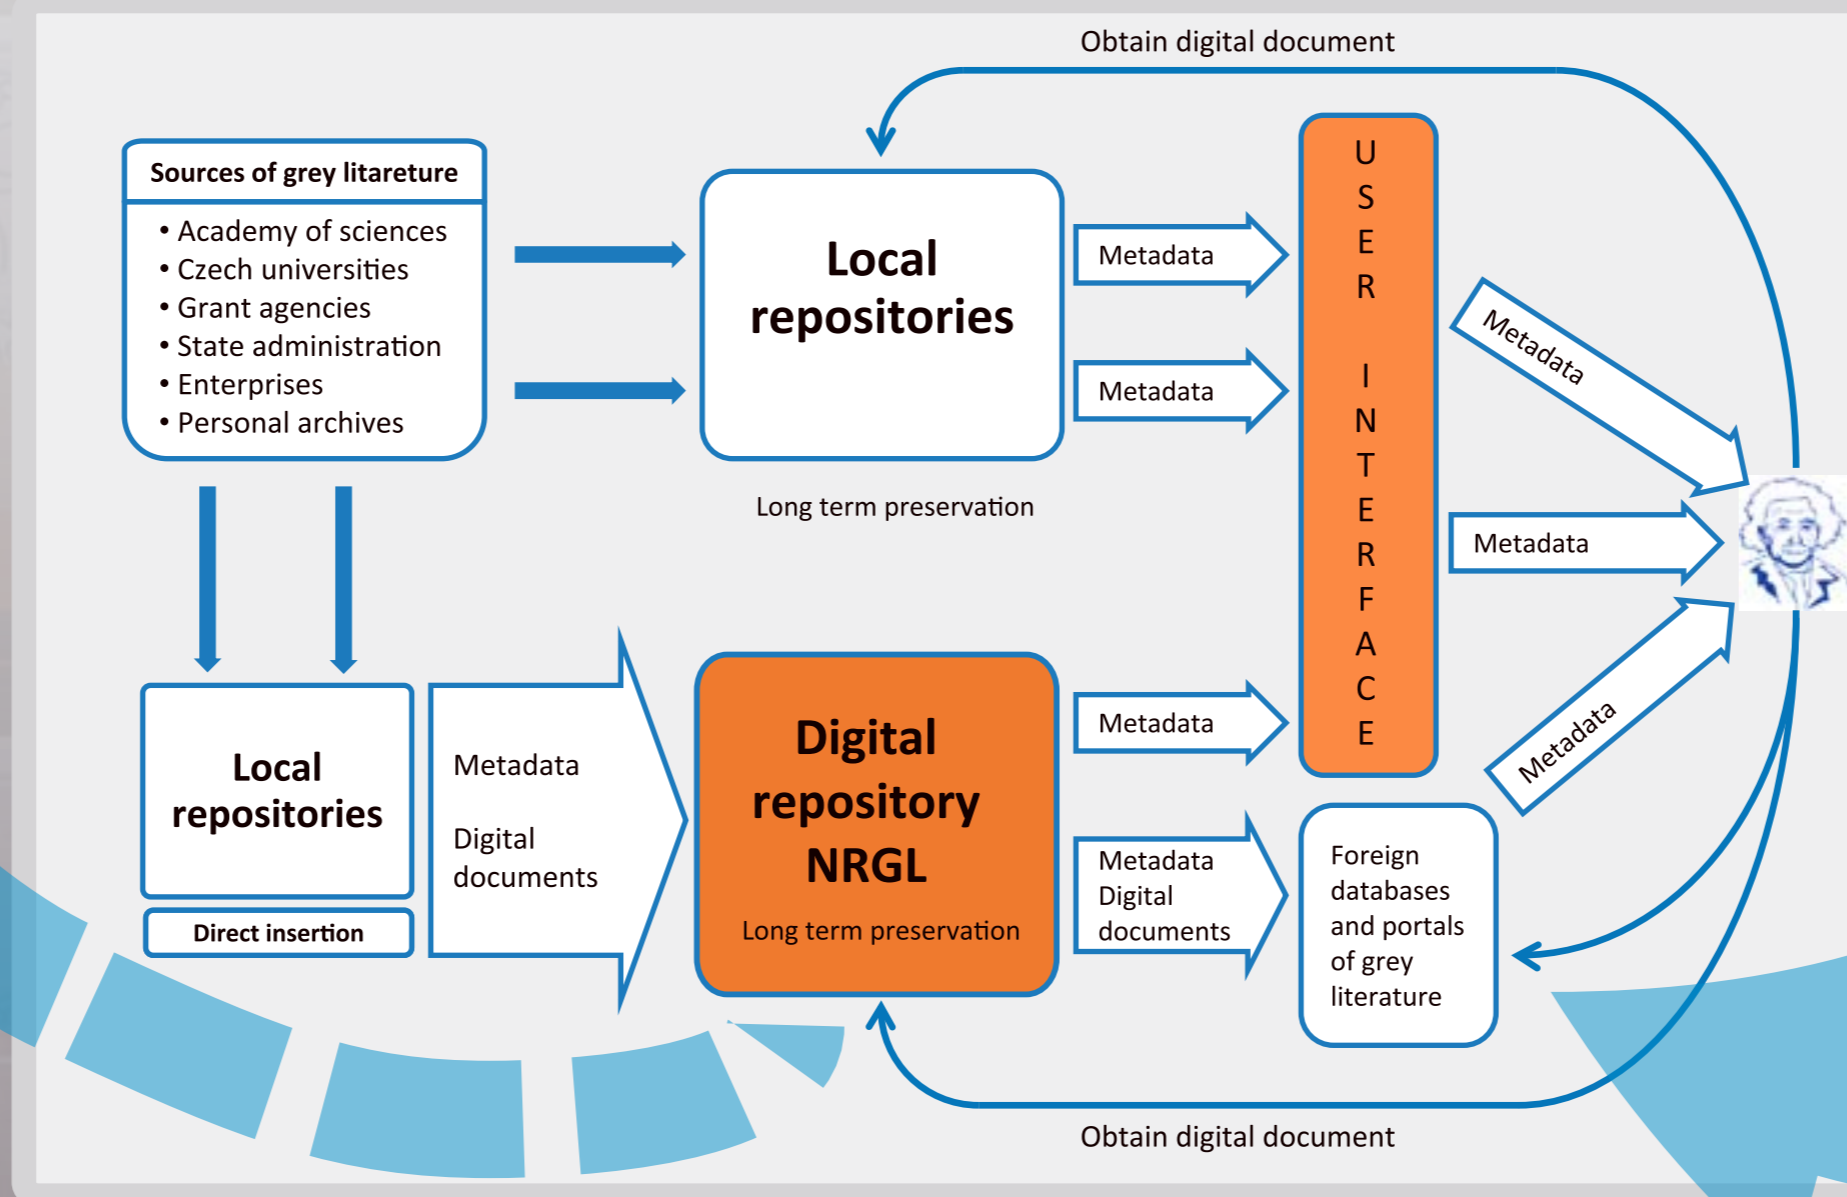 Obtain digital document
Sources of grey litareture
• Academy of sciences
• Czech universities
• Grant agencies
• State administration
• Enterprises
• Personal archives
Local
repositories
Long term preservation
Metadata
Metadata
USER INTERFACE
Metadata
Metadata
Metadata
Local
repositories
Direct insertion
Metadata
Digital
documents
Digital
repository
NRGL
Long term preservation
Metadata
Metadata
Digital
documents
Foreign
databases
and portals
of grey
literature
Obtain digital document